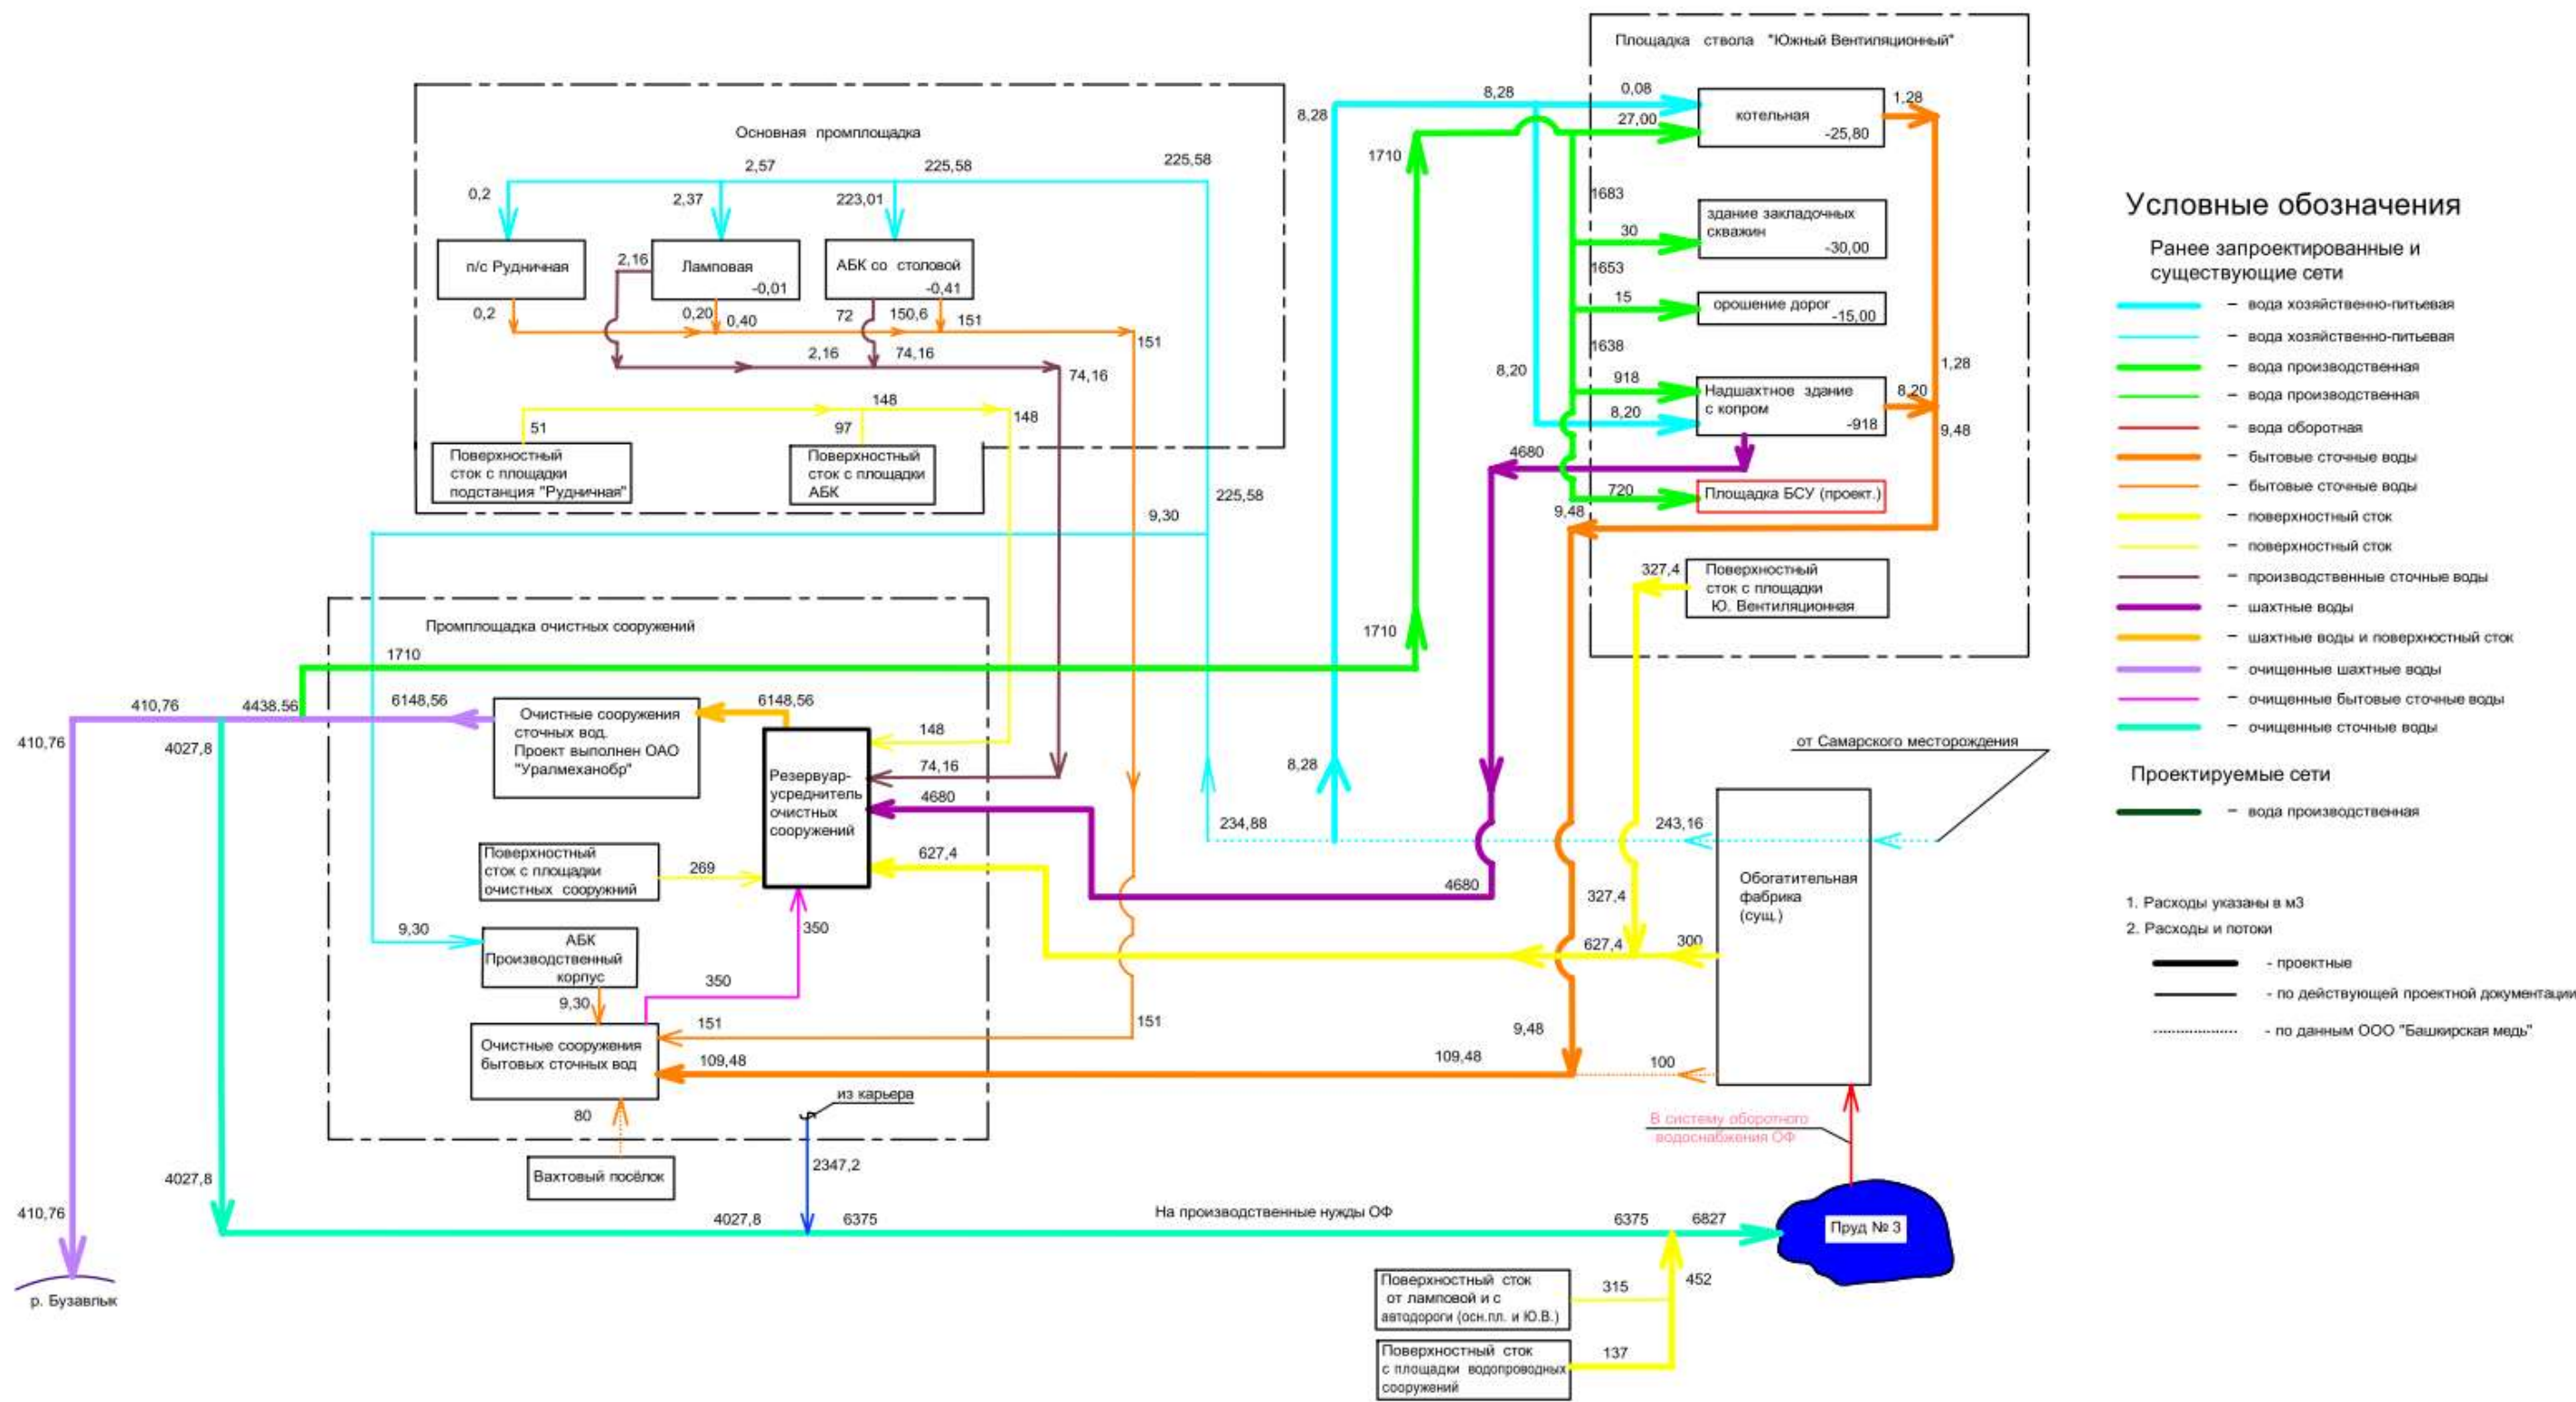 Площадка ствола "Южный Вентиляционный"
8,28
8,28
0,08
котельная
-25,80
1,28
27,00
1710
1683
здание закладочных
скважин
-30,00
30
1653
15
орошение дорог
-15,00
1638
8,20
918
8,20
Надшахтное здание
с копром
-918
8,20
1,28
9,48
4680
720
Площадка БСУ (проект.)
9,48
327,4
Поверхностный
сток с площадки
Ю. Вентиляционная
Основная промплощадка
2,57
225,58
225,58
0,2
2,37
223,01
п/с Рудничная
2,16
Ламповая
-0,01
АБК со столовой
-0,41
0,2
0,20
0,40
72
150,6
151
151
2,16
74,16
74,16
148
148
51
97
Поверхностный
сток с площадки
подстанция "Рудничная"
Поверхностный
сток с площадки
АБК
225,58
9,30
Промплощадка очистных сооружений
1710
1710
410,76
4438.56
6148,56
6148,56
410,76
4027,8
Очистные сооружения
сточных вод.
Проект выполнен ОАО
"Уралмеханобр"
Резервуар-
усреднитель
очистных
сооружений
148
74,16
4680
627,4
8,28
234,88
243,16
от Самарского месторождения
Поверхностный
сток с площадки
очистных сооружний
269
4680
327,4
627,4
300
Обогатительная
фабрика
(сущ.)
9,30
АБК
Производственный
корпус
9,30
350
350
Очистные сооружения
бытовых сточных вод
151
151
109,48
109,48
9,48
100
80
из карьера
Вахтовый посёлок
2347,2
4027,8
410,76
4027,8
6375
На производственные нужды ОФ
6375
6827
В систему оборотного
водоснабжения ОФ
Пруд № 3
р. Бузавлык
Поверхностный сток
от ламповой и с
автодороги (осн.пл. и Ю.В.)
315
452
Поверхностный сток
с площадки водопроводных
сооружений
137
Условные обозначения
Ранее запроектированные и
существующие сети
– вода хозяйственно-питьевая
– вода хозяйственно-питьевая
– вода производственная
– вода производственная
– вода оборотная
– бытовые сточные воды
– бытовые сточные воды
– поверхностный сток
– поверхностный сток
– производственные сточные воды
– шахтные воды
– шахтные воды и поверхностный сток
– очищенные шахтные воды
– очищенные бытовые сточные воды
– очищенные сточные воды
Проектируемые сети
– вода производственная
1. Расходы указаны в м3
2. Расходы и потоки
- проектные
- по действующей проектной документации
- по данным ООО "Башкирская медь"